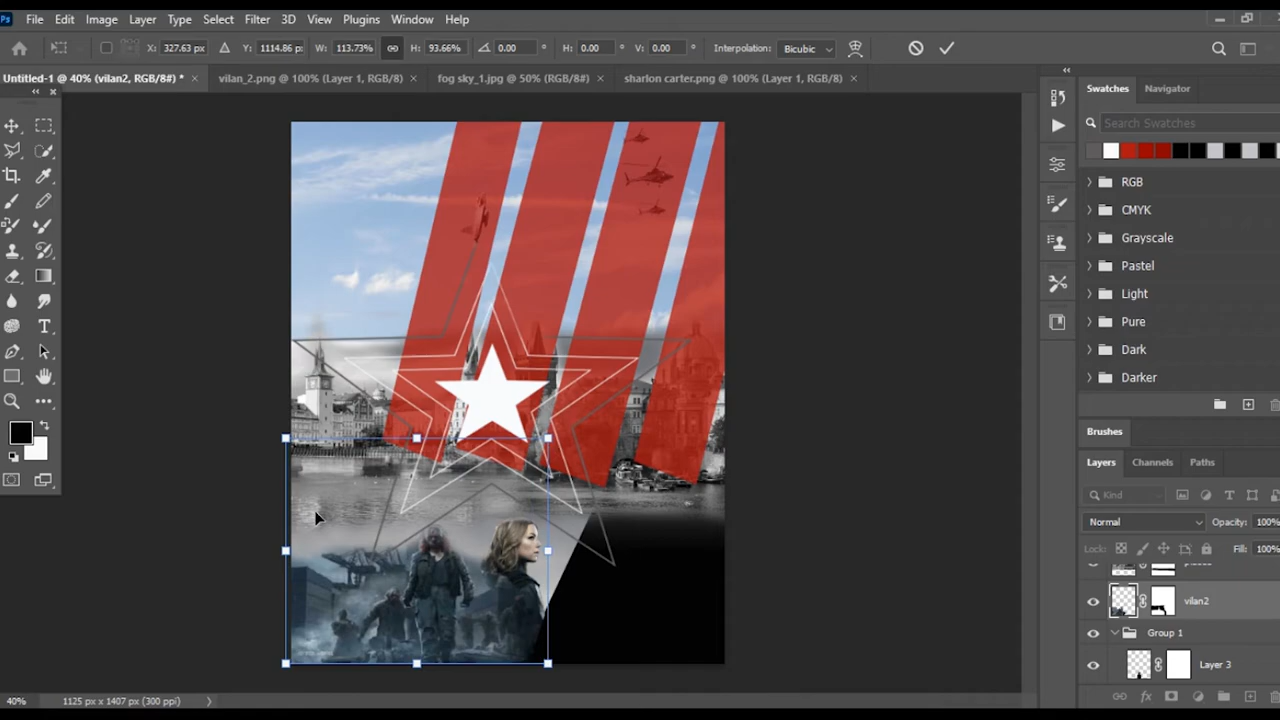 Ps File Edit Image Layer Type Select Filter 3D View Plugins Window Help
X: 327.63 px Y: 1114.86 px W: 113.73% H: 93.66% 0.00 ° H: 0.00 ° V: 0.00 ° Interpolation: Bicubic
Untitled-1 @ 40% (vilan2, RGB/8#) * × vilan_2.png @ 100% (Layer 1, RGB/8) × fog sky_1.jpg @ 50% (RGB/8#) × sharlon carter.png @ 100% (Layer 1, RGB/8) ×
Swatches Navigator
Search Swatches
RGB
CMYK
Grayscale
Pastel
Light
Pure
Dark
Darker
Brushes
Layers Channels Paths
Kind
Normal Opacity: 100%
Lock: Fill: 100%
vilan2
Group 1
Layer 3
fx
40% 1125 px x 1407 px (300 ppi)